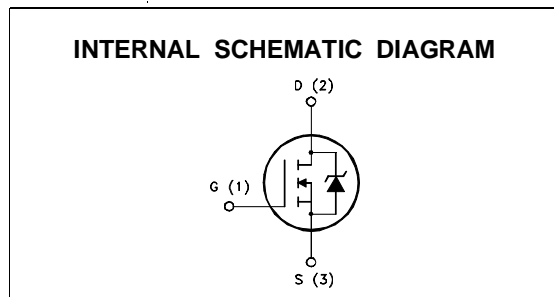 INTERNAL SCHEMATIC DIAGRAM
D (2)
G (1)
S (3)